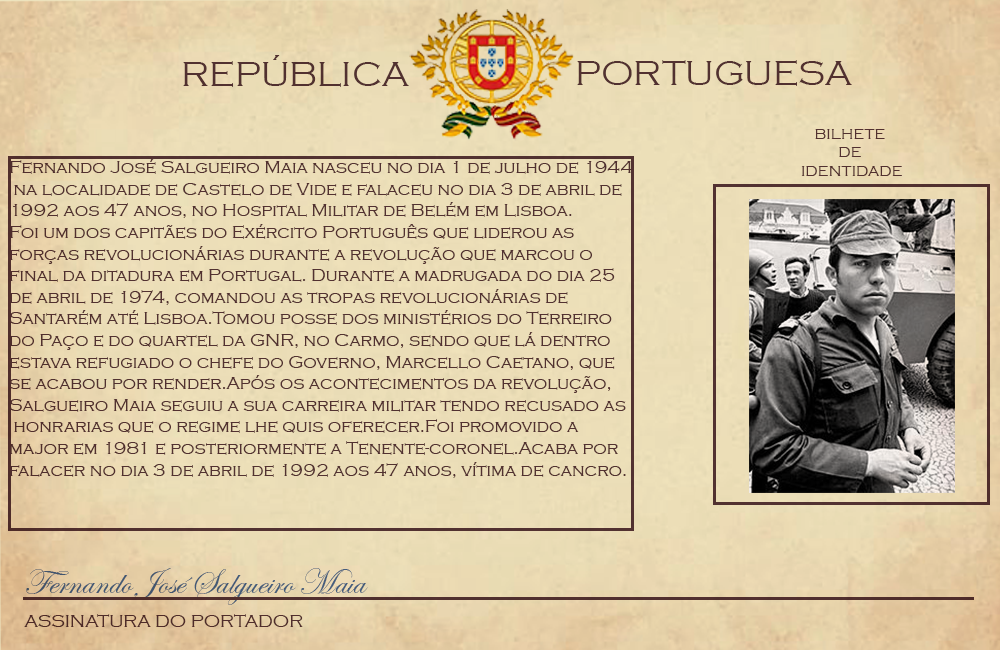 REPÚBLICA PORTUGUESA
BILHETE
DE
IDENTIDADE
Fernando José Salgueiro Maia nasceu no dia 1 de julho de 1944
na localidade de Castelo de Vide e falaceu no dia 3 de abril de
1992 aos 47 anos, no Hospital Militar de Belém em Lisboa.
Foi um dos capitães do Exército Português que liderou as
forças revolucionárias durante a revolução que marcou o
final da ditadura em Portugal. Durante a madrugada do dia 25
de abril de 1974, comandou as tropas revolucionárias de
Santarém até Lisboa.Tomou posse dos ministérios do Terreiro
do Paço e do quartel da GNR, no Carmo, sendo que lá dentro
estava refugiado o chefe do Governo, Marcello Caetano, que
se acabou por render.Após os acontecimentos da revolução,
Salgueiro Maia seguiu a sua carreira militar tendo recusado as
honrarias que o regime lhe quis oferecer.Foi promovido a
major em 1981 e posteriormente a Tenente-coronel.Acaba por
falacer no dia 3 de abril de 1992 aos 47 anos, vítima de cancro.
Fernando José Salgueiro Maia
ASSINATURA DO PORTADOR